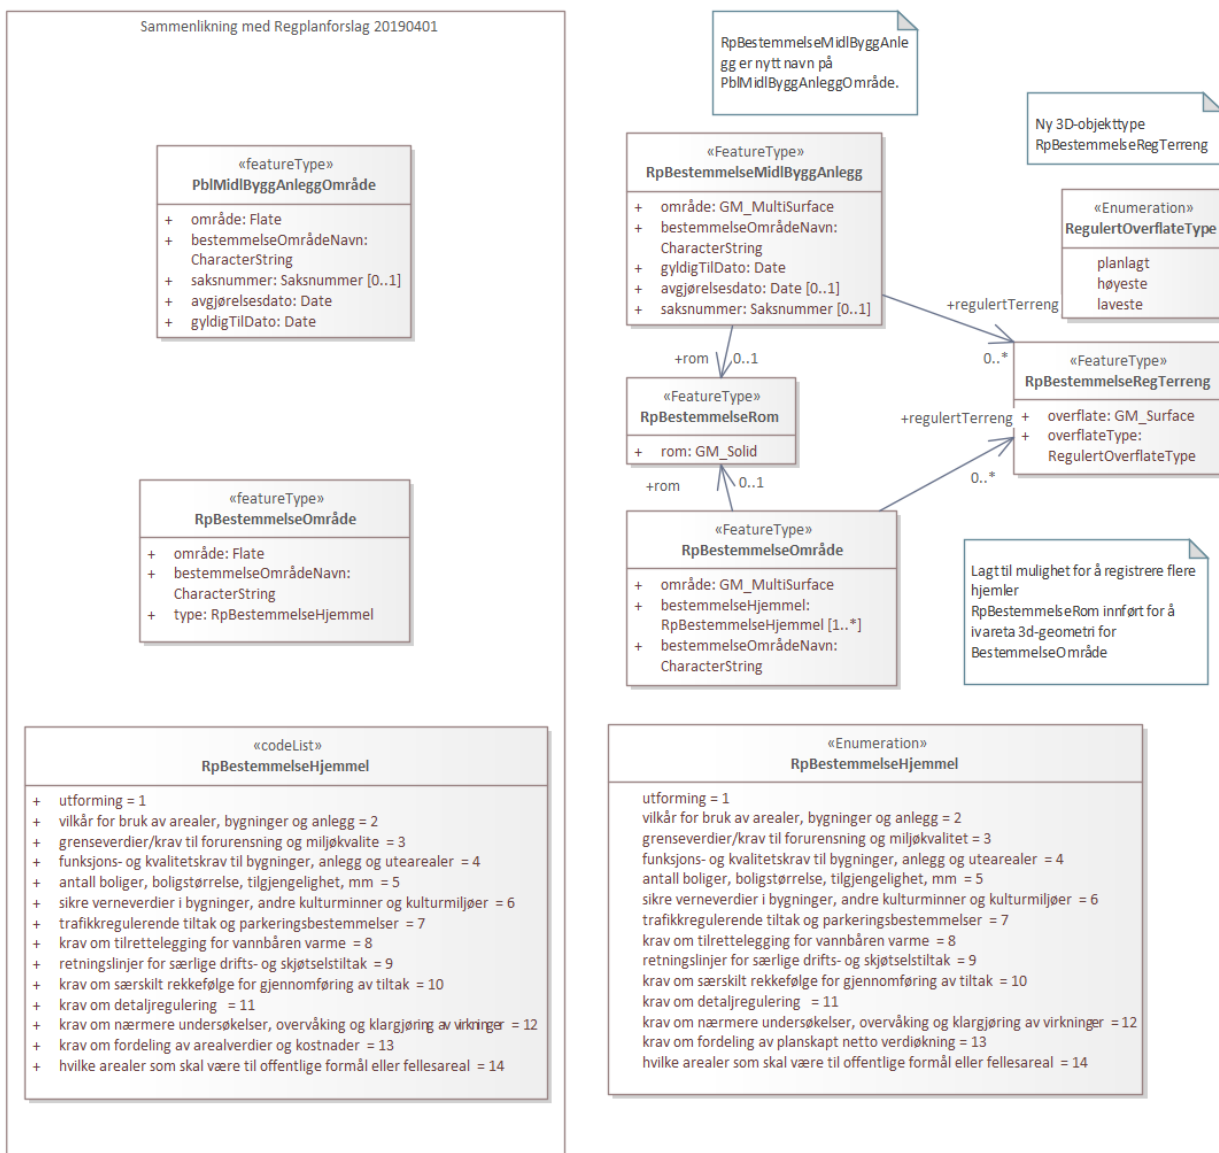 Sammenlikning med Regplanforslag 20190401
«featureType»
PblMidlByggAnleggOmråde
+ område: Flate
+ bestemmelseOmrådeNavn:
CharacterString
+ saksnummer: Saksnummer [0..1]
+ avgjørelsesdato: Date
+ gyldigTilDato: Date
«featureType»
RpBestemmelseOmråde
+ område: Flate
+ bestemmelseOmrådeNavn:
CharacterString
+ type: RpBestemmelseHjemmel
«codeList»
RpBestemmelseHjemmel
+ utforming = 1
+ vilkår for bruk av arealer, bygninger og anlegg = 2
+ grenseverdier/krav til forurensning og miljøkvalite = 3
+ funksjons- og kvalitetskrav til bygninger, anlegg og utearealer = 4
+ antall boliger, boligstørrelse, tilgjengelighet, mm = 5
+ sikre verneverdier i bygninger, andre kulturminner og kulturmiljøer = 6
+ trafikkregulerende tiltak og parkeringsbestemmelser = 7
+ krav om tilrettelegging for vannbåren varme = 8
+ retningslinjer for særlige drifts- og skjøtselstiltak = 9
+ krav om særskilt rekkefølge for gjennomføring av tiltak = 10
+ krav om detaljregulering = 11
+ krav om nærmere undersøkelser, overvåking og klargjøring av virkninger = 12
+ krav om fordeling av arealverdier og kostnader = 13
+ hvilke arealer som skal være til offentlige formål eller fellesareal = 14
RpBestemmelseMidlByggAnle
gg er nytt navn på
PblMidlByggAnleggOmråde.
Ny 3D-objekttype
RpBestemmelseRegTerreng
«FeatureType»
RpBestemmelseMidlByggAnlegg
+ område: GM_MultiSurface
+ bestemmelseOmrådeNavn:
CharacterString
+ gyldigTilDato: Date
+ avgjørelsesdato: Date [0..1]
+ saksnummer: Saksnummer [0..1]
«Enumeration»
RegulertOverflateType
planlagt
høyeste
laveste
+regulertTerreng
0..*
+rom
0..1
«FeatureType»
RpBestemmelseRom
+ rom: GM_Solid
«FeatureType»
RpBestemmelseRegTerreng
+ overflate: GM_Surface
+ overflateType:
RegulertOverflateType
+regulertTerreng
0..*
+rom
0..1
«FeatureType»
RpBestemmelseOmråde
+ område: GM_MultiSurface
+ bestemmelseHjemmel:
RpBestemmelseHjemmel [1..*]
+ bestemmelseOmrådeNavn:
CharacterString
Lagt til mulighet for å registrere flere
hjemler
RpBestemmelseRom innført for å
ivareta 3d-geometri for
BestemmelseOmråde
«Enumeration»
RpBestemmelseHjemmel
utforming = 1
vilkår for bruk av arealer, bygninger og anlegg = 2
grenseverdier/krav til forurensning og miljøkvalitet = 3
funksjons- og kvalitetskrav til bygninger, anlegg og utearealer = 4
antall boliger, boligstørrelse, tilgjengelighet, mm = 5
sikre verneverdier i bygninger, andre kulturminner og kulturmiljøer = 6
trafikkregulerende tiltak og parkeringsbestemmelser = 7
krav om tilrettelegging for vannbåren varme = 8
retningslinjer for særlige drifts- og skjøtselstiltak = 9
krav om særskilt rekkefølge for gjennomføring av tiltak = 10
krav om detaljregulering = 11
krav om nærmere undersøkelser, overvåking og klargjøring av virkninger = 12
krav om fordeling av planskapt netto verdiøkning = 13
hvilke arealer som skal være til offentlige formål eller fellesareal = 14